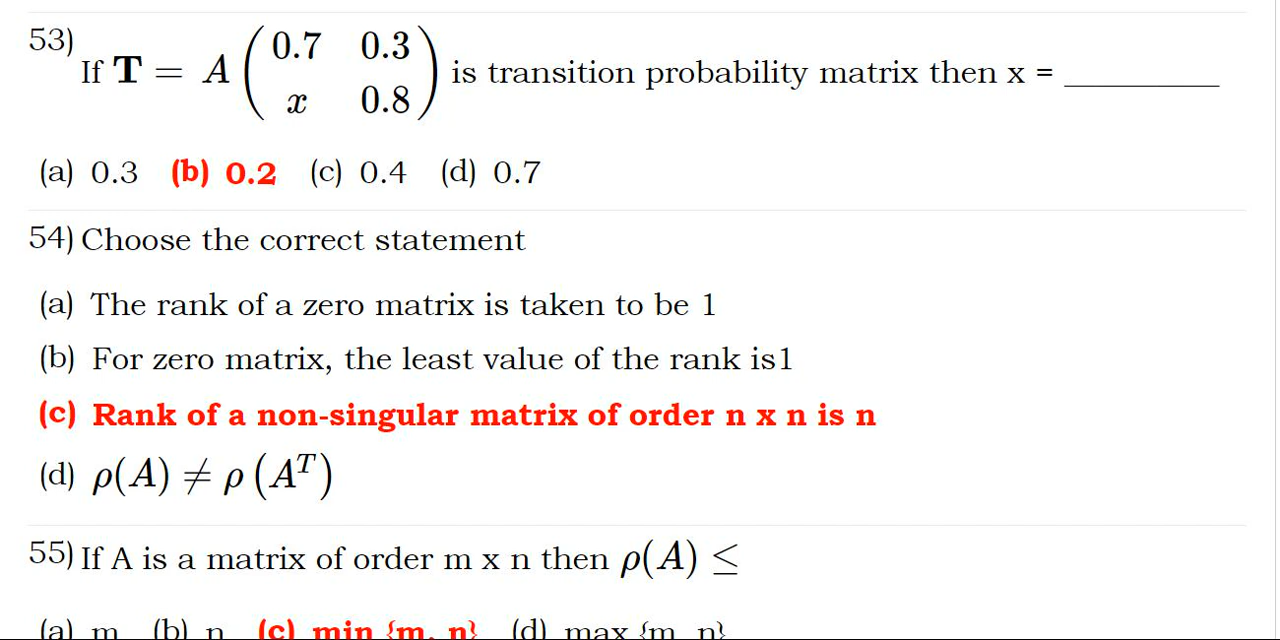 53)
If T = A ( 0.7 0.3
x 0.8 ) is transition probability matrix then x = __________
(a) 0.3 (b) 0.2 (c) 0.4 (d) 0.7
54) Choose the correct statement
(a) The rank of a zero matrix is taken to be 1
(b) For zero matrix, the least value of the rank is1
(c) Rank of a non-singular matrix of order n x n is n
(d) ρ(A) ≠ ρ (Aᵀ)
55) If A is a matrix of order m x n then ρ(A) ≤
(a) m (b) n (c) min {m, n} (d) max {m n}